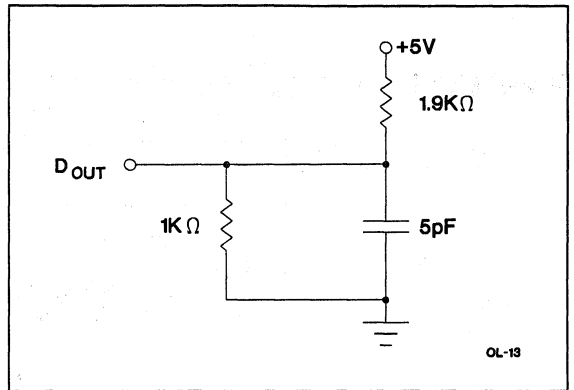 +5V
1.9KΩ
D OUT
1KΩ
5pF
OL-13